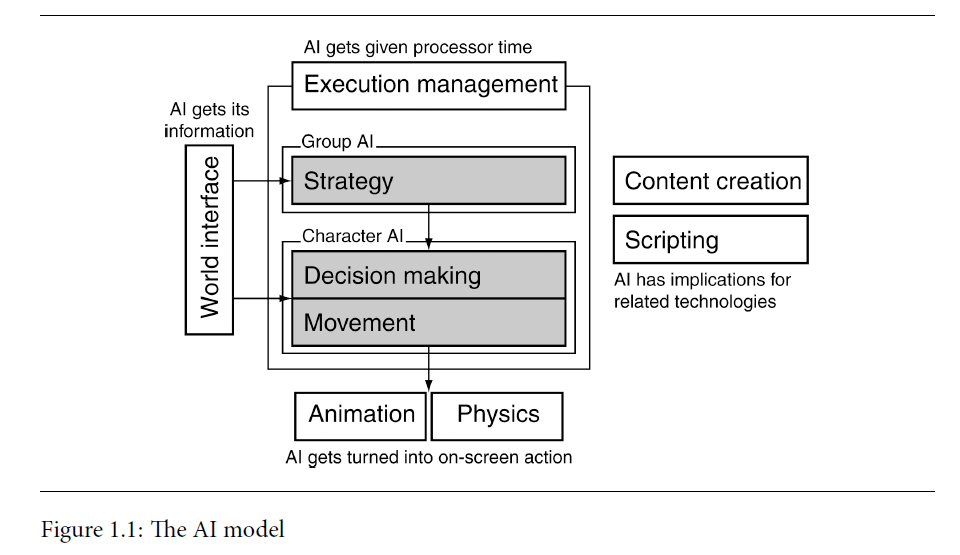 AI gets given processor time
Execution management
AI gets its
information
Group AI
World interface
Strategy
Content creation
Character AI
Scripting
Decision making
AI has implications for
related technologies
Movement
Animation
Physics
AI gets turned into on-screen action
Figure 1.1: The AI model